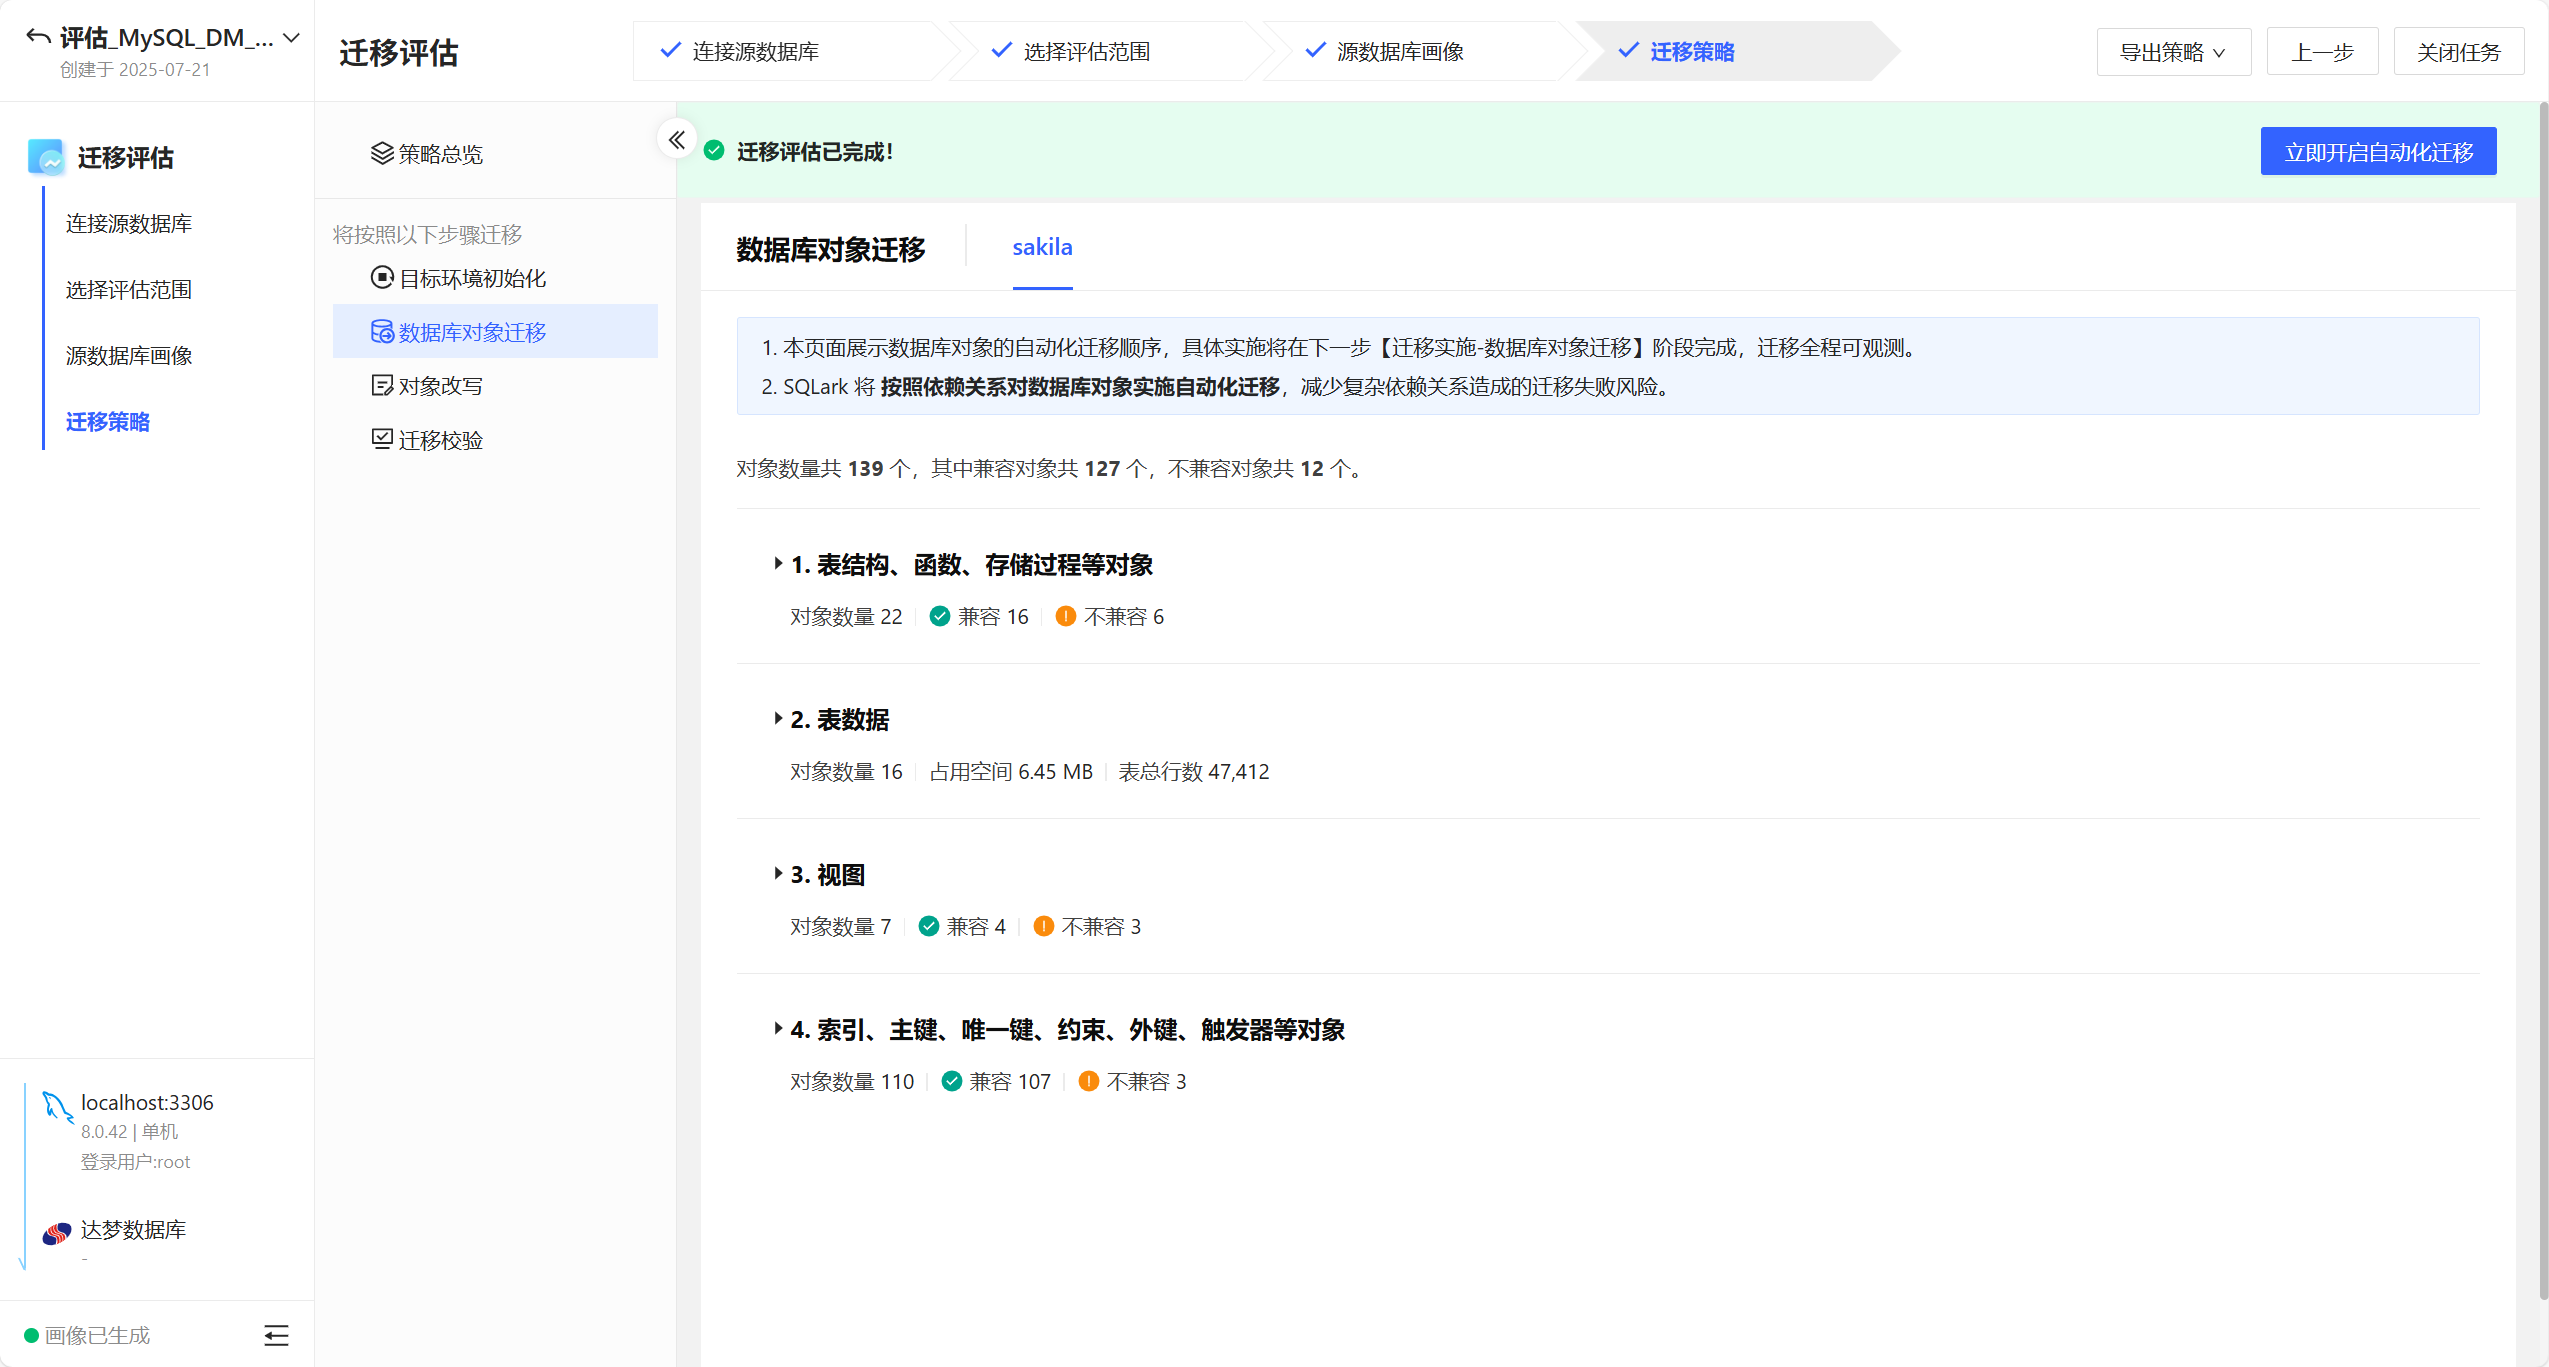 评估_MySQL_DM_...
创建于 2025-07-21
迁移评估
连接源数据库
选择评估范围
源数据库画像
迁移策略
导出策略
上一步
关闭任务
迁移评估
连接源数据库
选择评估范围
源数据库画像
迁移策略
localhost:3306
8.0.42 | 单机
登录用户:root
达梦数据库
-
画像已生成
策略总览
将按照以下步骤迁移
目标环境初始化
数据库对象迁移
对象改写
迁移校验
迁移评估已完成！
立即开启自动化迁移
数据库对象迁移
sakila
1. 本页面展示数据库对象的自动化迁移顺序，具体实施将在下一步【迁移实施-数据库对象迁移】阶段完成，迁移全程可观测。
2. SQLark 将 按照依赖关系对数据库对象实施自动化迁移，减少复杂依赖关系造成的迁移失败风险。
对象数量共 139 个，其中兼容对象共 127 个，不兼容对象共 12 个。
1. 表结构、函数、存储过程等对象
对象数量 22 兼容 16 不兼容 6
2. 表数据
对象数量 16 占用空间 6.45 MB 表总行数 47,412
3. 视图
对象数量 7 兼容 4 不兼容 3
4. 索引、主键、唯一键、约束、外键、触发器等对象
对象数量 110 兼容 107 不兼容 3